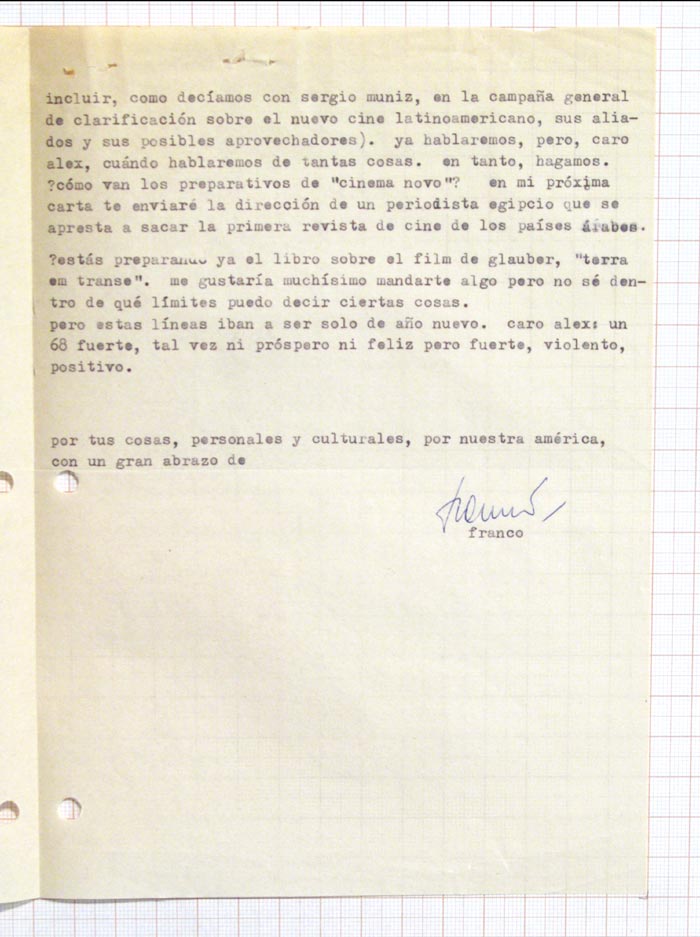 incluir, como decíamos con sergio muniz, en la campaña general
de clarificación sobre el nuevo cine latinoamericano, sus alia-
dos y sus posibles aprovechadores). ya hablaremos, pero, caro
alex, cuándo hablaremos de tantas cosas. en tanto, hagamos.
?cómo van los preparativos de "cinema novo"? en mi próxima
carta te enviaré la dirección de un periodista egipcio que se
apresta a sacar la primera revista de cine de los países árabes.
?estás preparando ya el libro sobre el film de glauber, "terra
em transe". me gustaría muchísimo mandarte algo pero no sé den-
tro de qué límites puedo decir ciertas cosas.
pero estas líneas iban a ser solo de año nuevo. caro alex: un
68 fuerte, tal vez ni próspero ni feliz pero fuerte, violento,
positivo.
por tus cosas, personales y culturales, por nuestra américa,
con un gran abrazo de
franco
franco